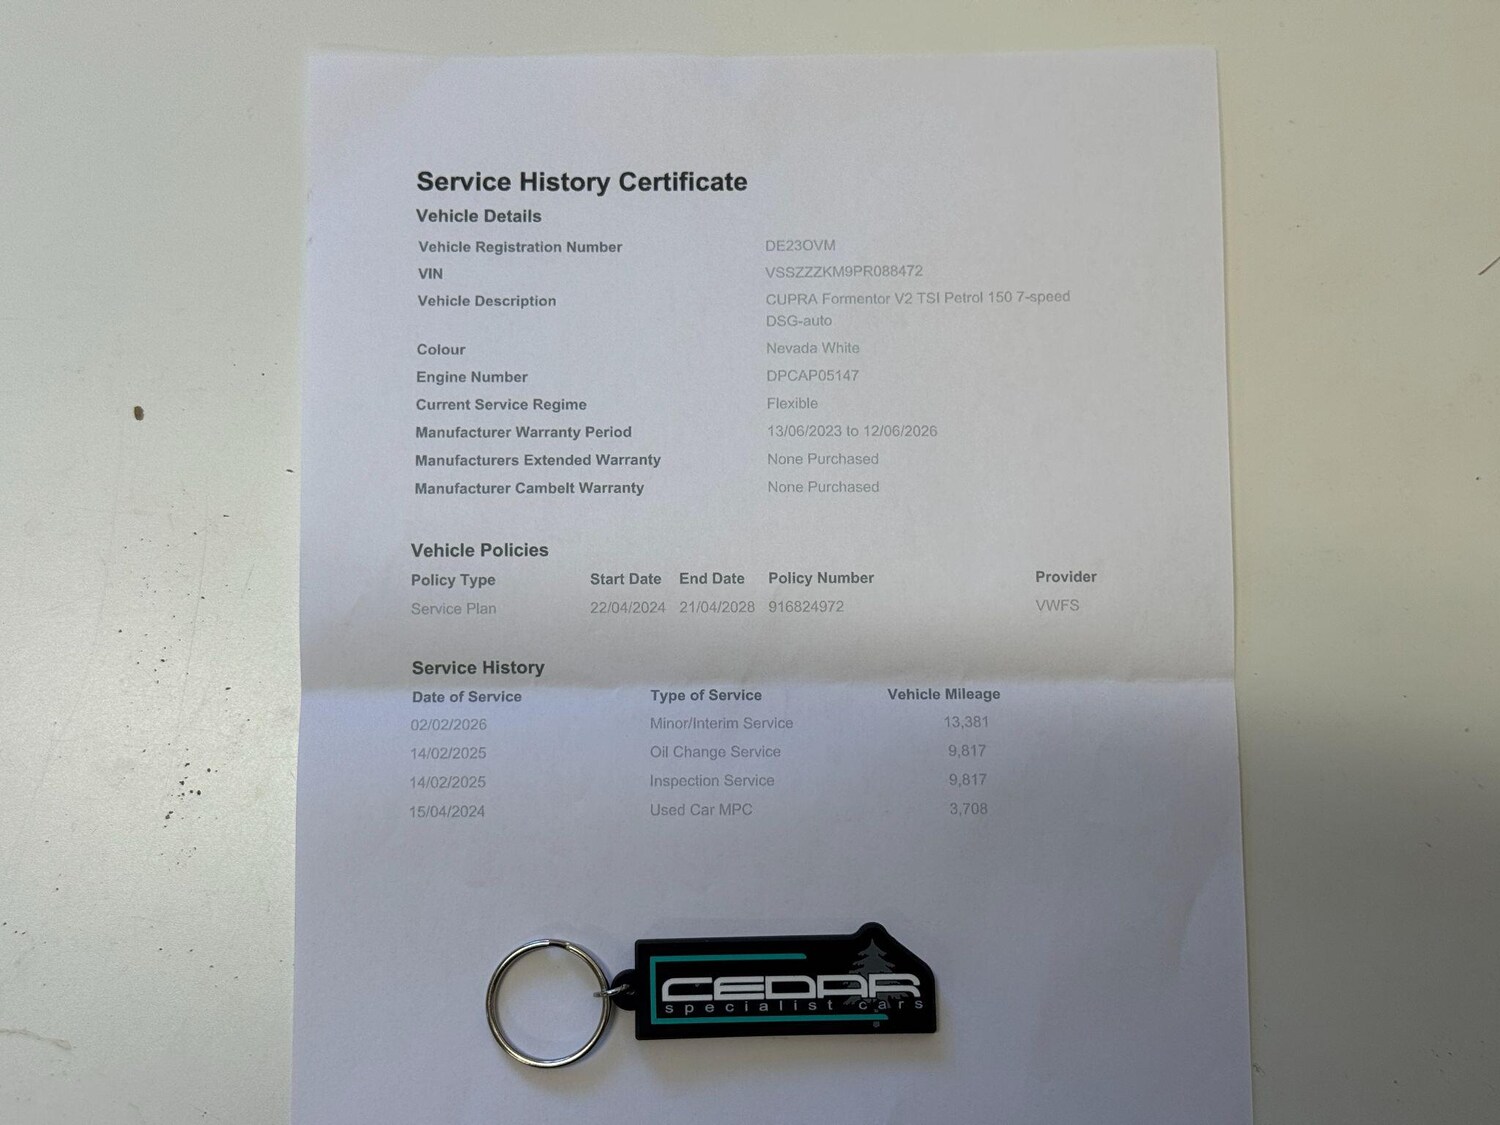 Service History Certificate
Vehicle Details
Vehicle Registration Number DE23OVM
VIN VSSZZZKM9PR088472
Vehicle Description CUPRA Formentor V2 TSI Petrol 150 7-speed
DSG-auto
Colour Nevada White
Engine Number DPCAP05147
Current Service Regime Flexible
Manufacturer Warranty Period 13/06/2023 to 12/06/2026
Manufacturers Extended Warranty None Purchased
Manufacturer Cambelt Warranty None Purchased
Vehicle Policies
Policy Type Start Date End Date Policy Number Provider
Service Plan 22/04/2024 21/04/2028 916824972 VWFS
Service History
Date of Service Type of Service Vehicle Mileage
02/02/2026 Minor/Interim Service 13,381
14/02/2025 Oil Change Service 9,817
14/02/2025 Inspection Service 9,817
15/04/2024 Used Car MPC 3,708
CEDAR
specialist cars